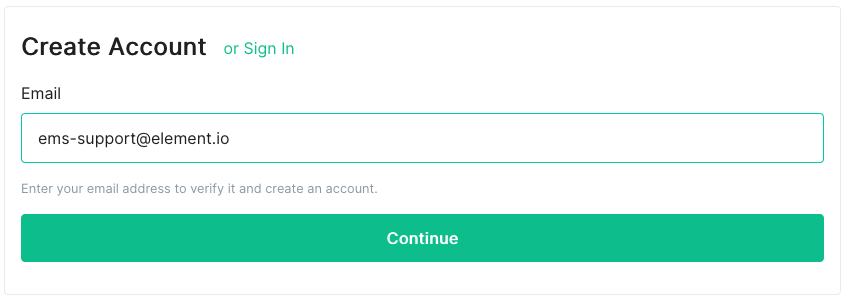 Create Account or Sign In
Email
ems-support@element.io
Enter your email address to verify it and create an account.
Continue